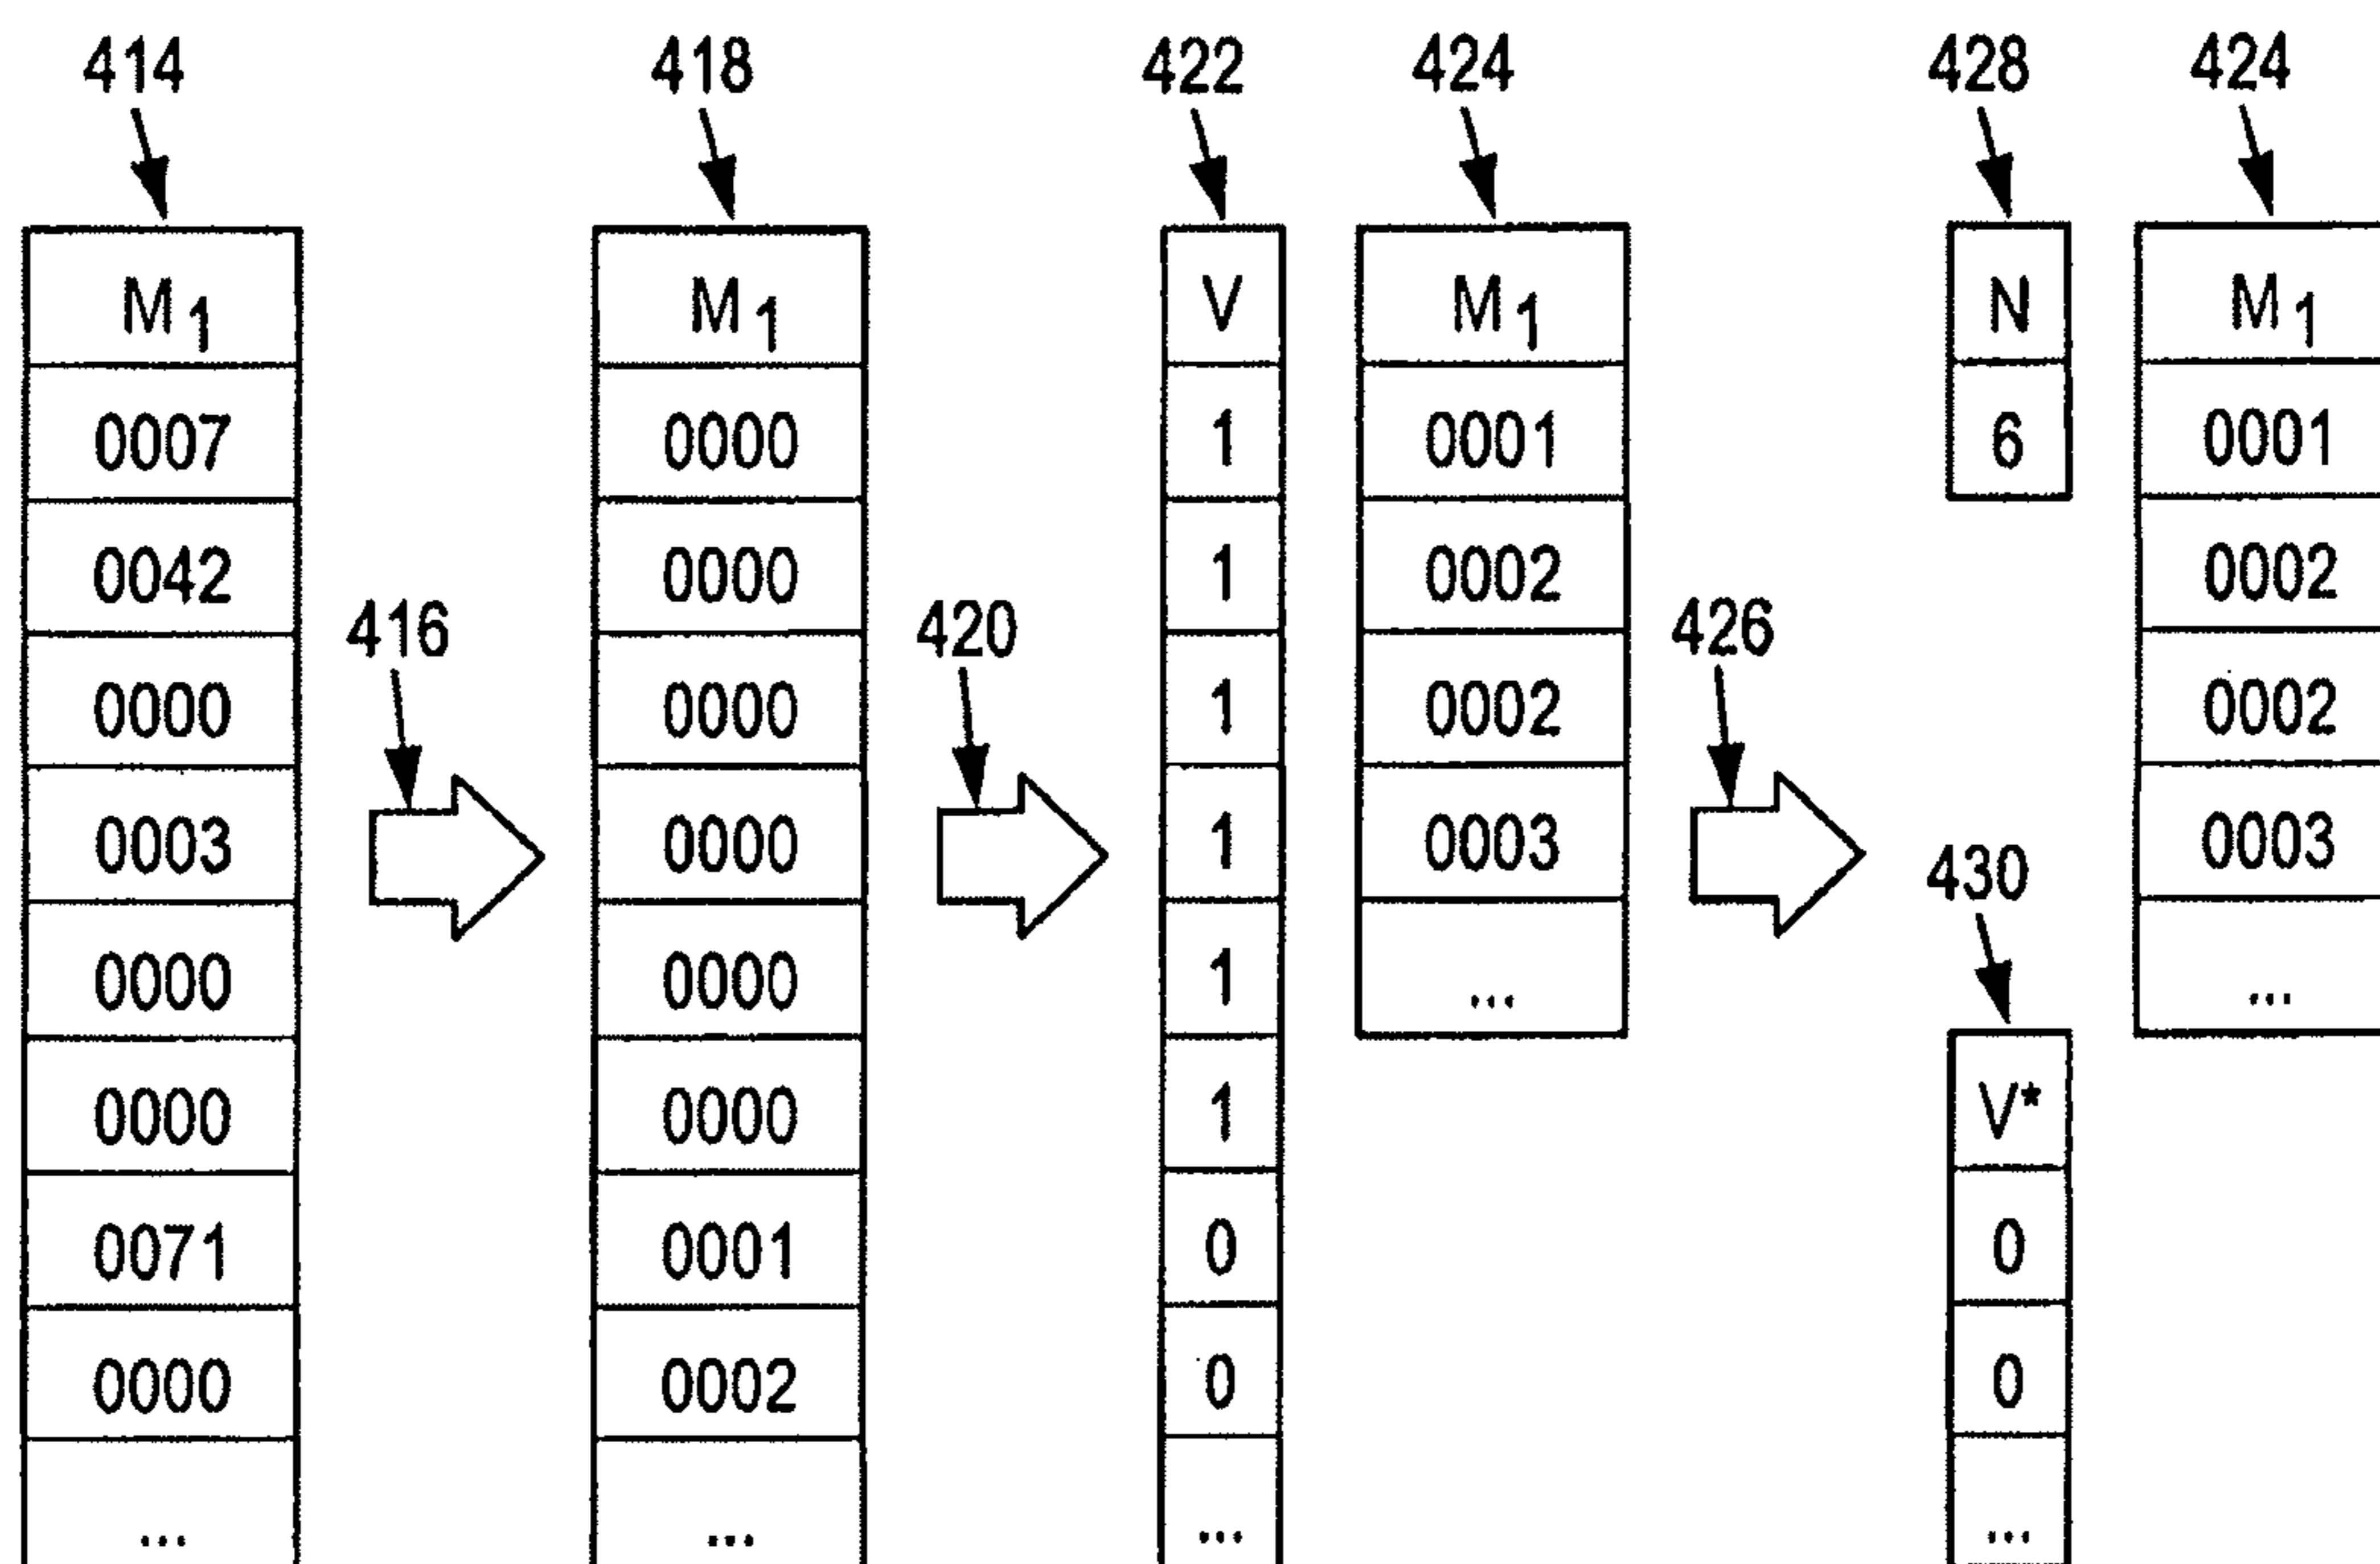 414 418 422 424 428 424
M1 M1 V M1 N M1
0007 0000 1 0001 6 0001
0042 0000 1 0002 0002
416 420 426
0000 0000 1 0002 0002
0003 0000 1 0003 0003
430
0000 0000 1 ... ...
0000 0000 1 V*
0071 0001 0 0
0000 0002 0 0
... ... ... ...